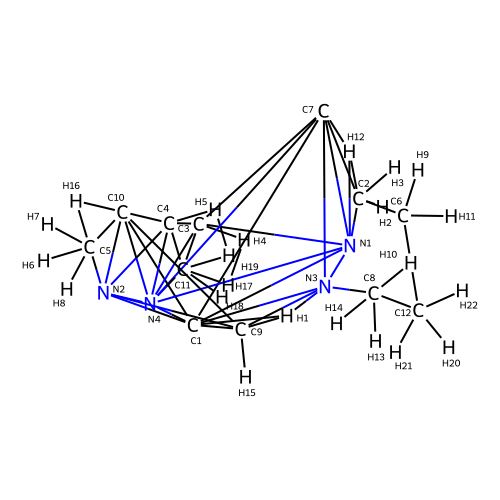 C7 C
H12
H
H9
H
H H3
C2 C
H16
H
C10 C
H5
H
C4 C
C3 C
H H2
C6 C
H H11
H7 H
C C5
H H4
N N1
H6 H
H19
H
H10
H
C C11
H H17
N3 N
C8 C
H22 H
H8 H
N N2
H H18
N N4
H14 H
C12 C
H H1
C C1
C C9
H H13
H H20
H H21
H
H15